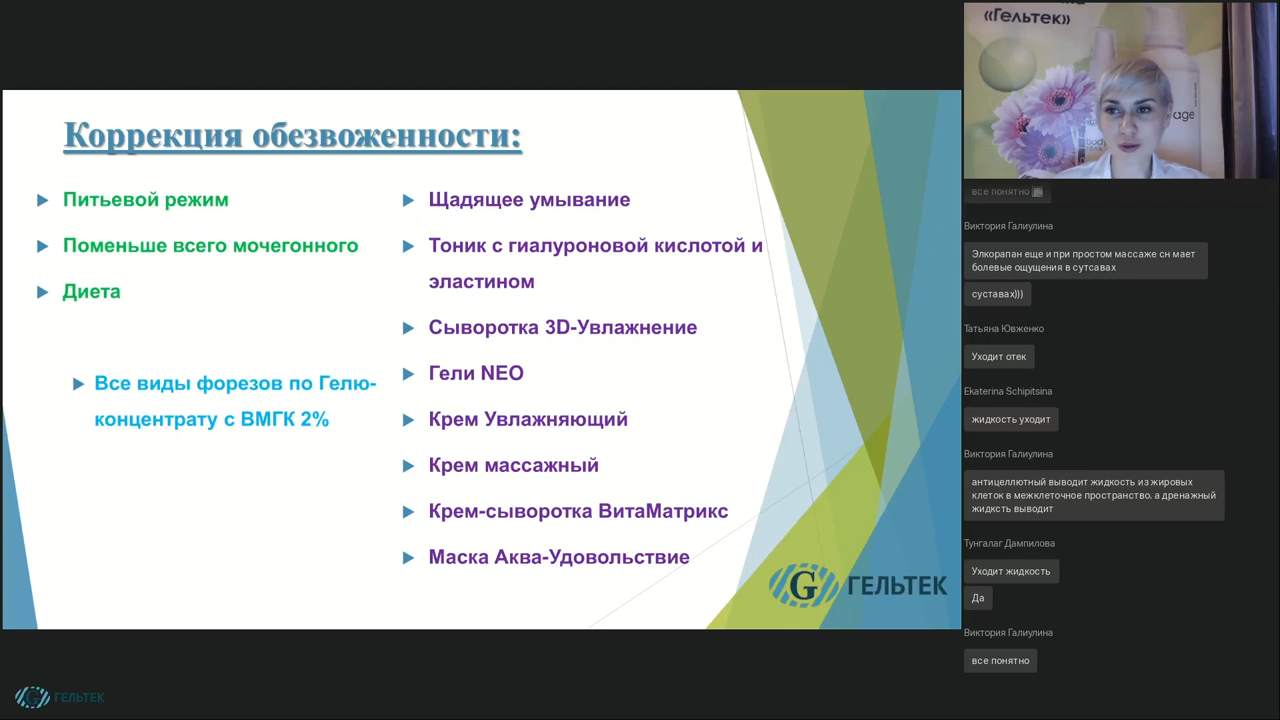 Коррекция обезвоженности:
Питьевой режим
Поменьше всего мочегонного
Диета
Все виды форезов по Гелю-
концентрату с ВМГК 2%
Щадящее умывание
Тоник с гиалуроновой кислотой и
эластином
Сыворотка 3D-Увлажнение
Гели NEO
Крем Увлажняющий
Крем массажный
Крем-сыворотка ВитаМатрикс
Маска Аква-Удовольствие
G ГЕЛЬТЕК
G ГЕЛЬТЕК
«Гельтек»
age
все понятно
Виктория Галиулина
Элкорапан еще и при простом массаже сн мает
болевые ощущения в сутсавах
суставах)))
Татьяна Ювженко
Уходит отек
Ekaterina Schipitsina
жидкость уходит
Виктория Галиулина
антицеллютный выводит жидкость из жировых
клеток в межклеточное пространство. а дренажный
жидксть выводит
Тунгалаг Дампилова
Уходит жидкость
Да
Виктория Галиулина
все понятно